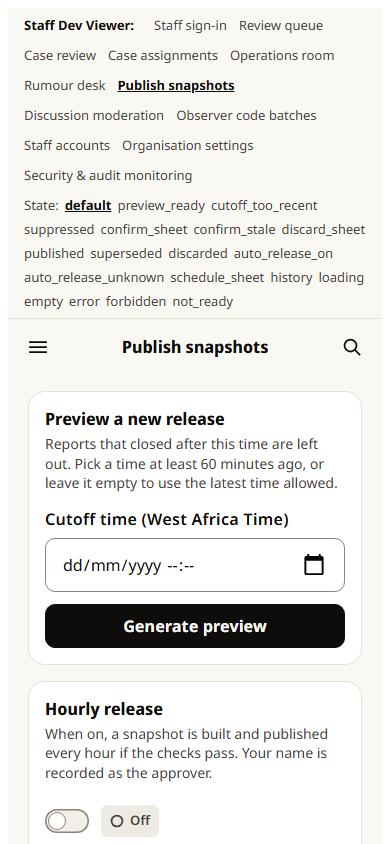 Staff Dev Viewer: Staff sign-in Review queue
Case review Case assignments Operations room
Rumour desk Publish snapshots
Discussion moderation Observer code batches
Staff accounts Organisation settings
Security & audit monitoring
State: default preview_ready cutoff_too_recent
suppressed confirm_sheet confirm_stale discard_sheet
published superseded discarded auto_release_on
auto_release_unknown schedule_sheet history loading
empty error forbidden not_ready
Publish snapshots
Preview a new release
Reports that closed after this time are left
out. Pick a time at least 60 minutes ago, or
leave it empty to use the latest time allowed.
Cutoff time (West Africa Time)
dd/mm/yyyy --:--
Generate preview
Hourly release
When on, a snapshot is built and published
every hour if the checks pass. Your name is
recorded as the approver.
Off